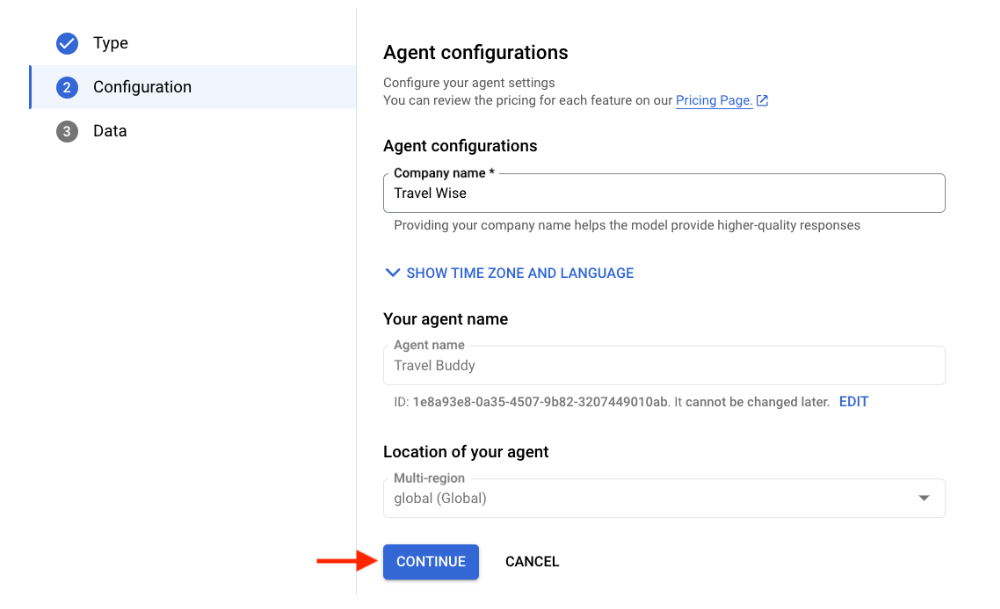 Type
2 Configuration
3 Data
Agent configurations
Configure your agent settings
You can review the pricing for each feature on our Pricing Page.
Agent configurations
Company name *
Travel Wise
Providing your company name helps the model provide higher-quality responses
SHOW TIME ZONE AND LANGUAGE
Your agent name
Agent name
Travel Buddy
ID: 1e8a93e8-0a35-4507-9b82-3207449010ab. It cannot be changed later. EDIT
Location of your agent
Multi-region
global (Global)
CONTINUE CANCEL